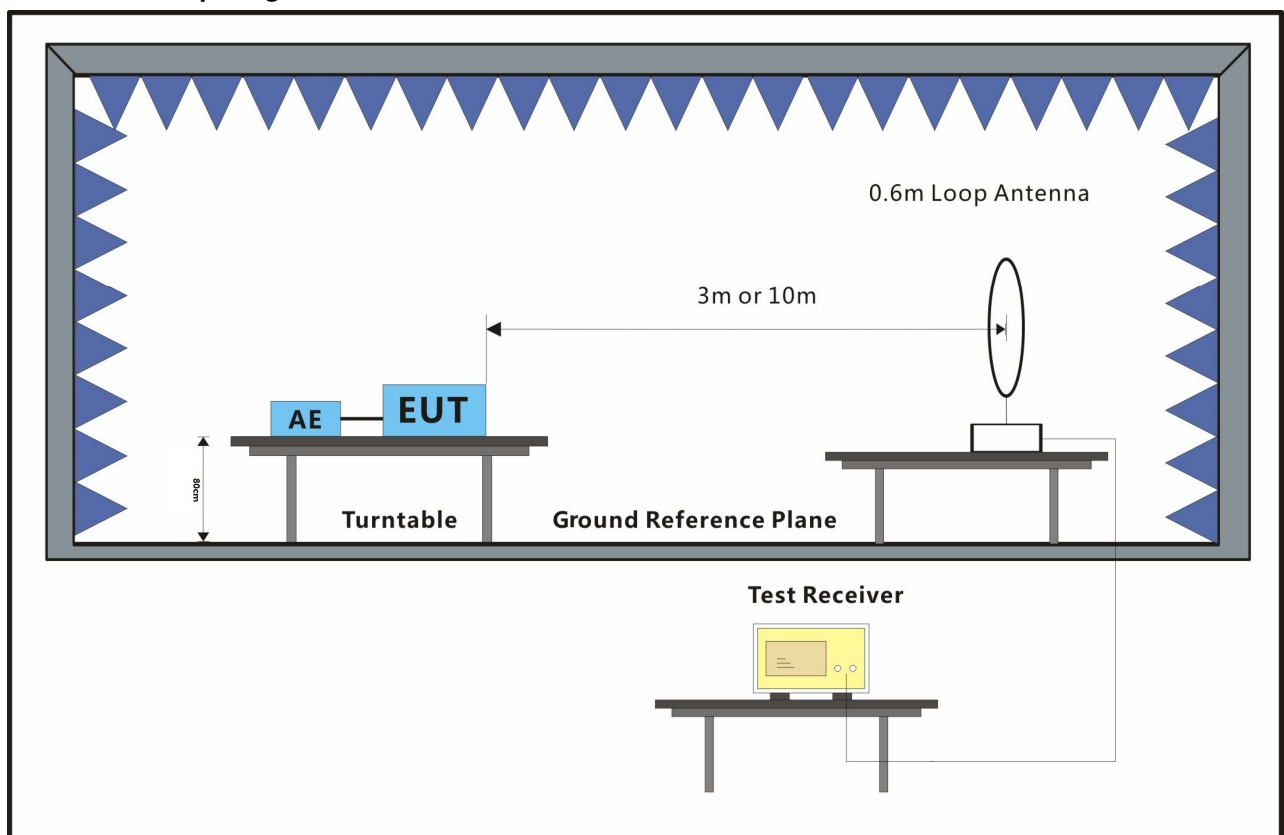 0.6m Loop Antenna
3m or 10m
AE
EUT
80cm
Turntable
Ground Reference Plane
Test Receiver